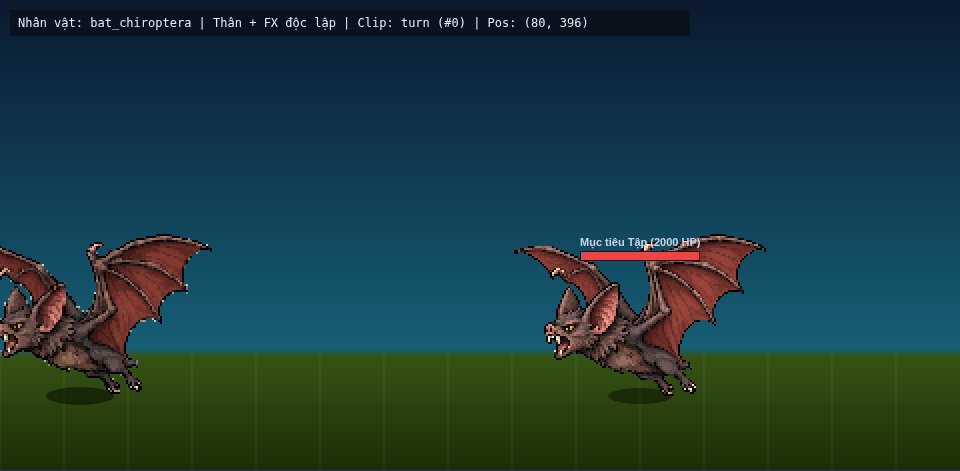 Nhân vật: bat_chiroptera | Thân + FX độc lập | Clip: turn (#0) | Pos: (80, 396)
Mục tiêu Tập (2000 HP)